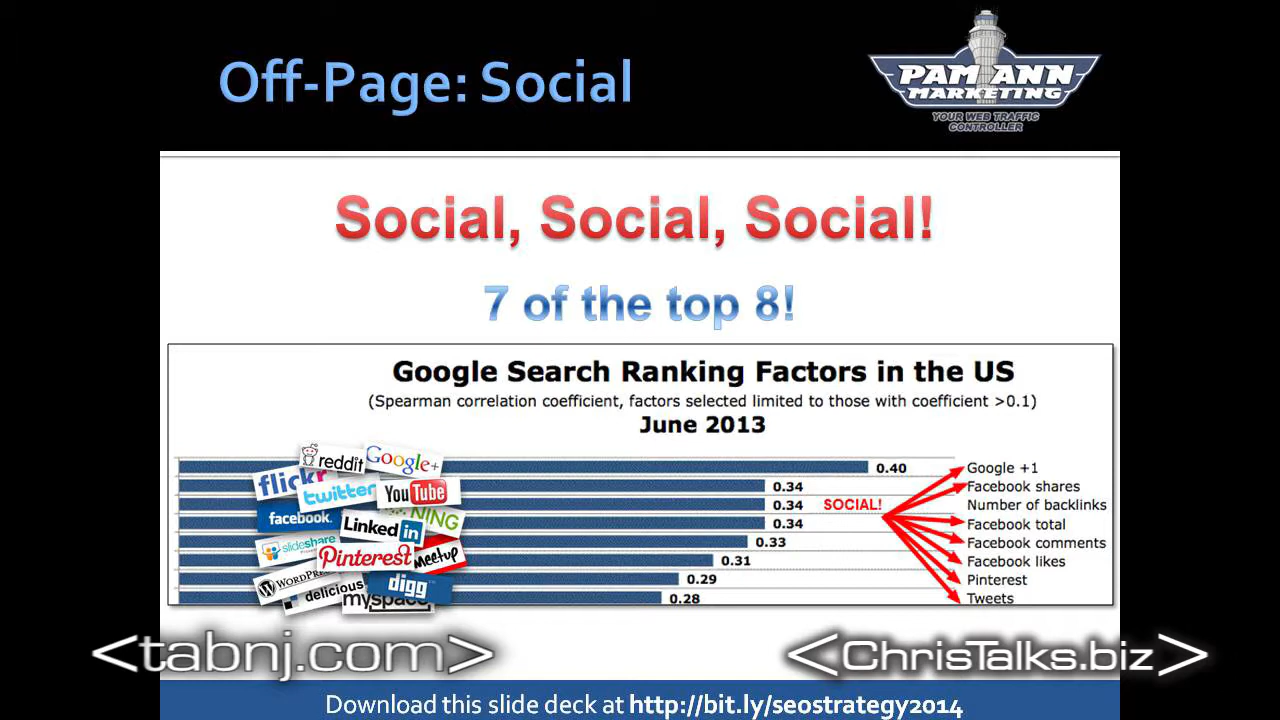 Off-Page: Social
PAM ANN
MARKETING
YOUR WEB TRAFFIC
CONTROLLER
Social, Social, Social!
7 of the top 8!
Google Search Ranking Factors in the US
(Spearman correlation coefficient, factors selected limited to those with coefficient >0.1)
June 2013
reddit
Google+
flickr
twitter
YouTube
facebook.
Linked in
NING
slideshare
Pinterest
Meetup
WORDPRE
delicious
digg
myspace
0.40 Google +1
0.34 Facebook shares
0.34 SOCIAL! Number of backlinks
0.34 Facebook total
0.33 Facebook comments
0.31 Facebook likes
0.29 Pinterest
0.28 Tweets
<tabnj.com>
<ChrisTalks.biz>
Download this slide deck at http://bit.ly/seostrategy2014